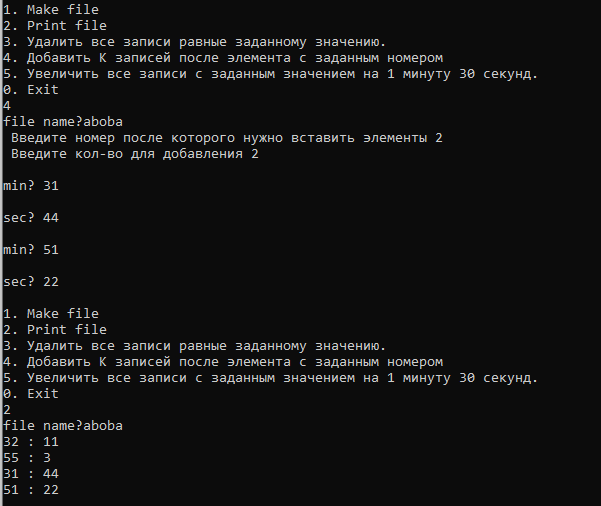 1. Make file
2. Print file
3. Удалить все записи равные заданному значению.
4. Добавить К записей после элемента с заданным номером
5. Увеличить все записи с заданным значением на 1 минуту 30 секунд.
0. Exit
4
file name?aboba
Введите номер после которого нужно вставить элементы 2
Введите кол-во для добавления 2
min? 31
sec? 44
min? 51
sec? 22
1. Make file
2. Print file
3. Удалить все записи равные заданному значению.
4. Добавить К записей после элемента с заданным номером
5. Увеличить все записи с заданным значением на 1 минуту 30 секунд.
0. Exit
2
file name?aboba
32 : 11
55 : 3
31 : 44
51 : 22